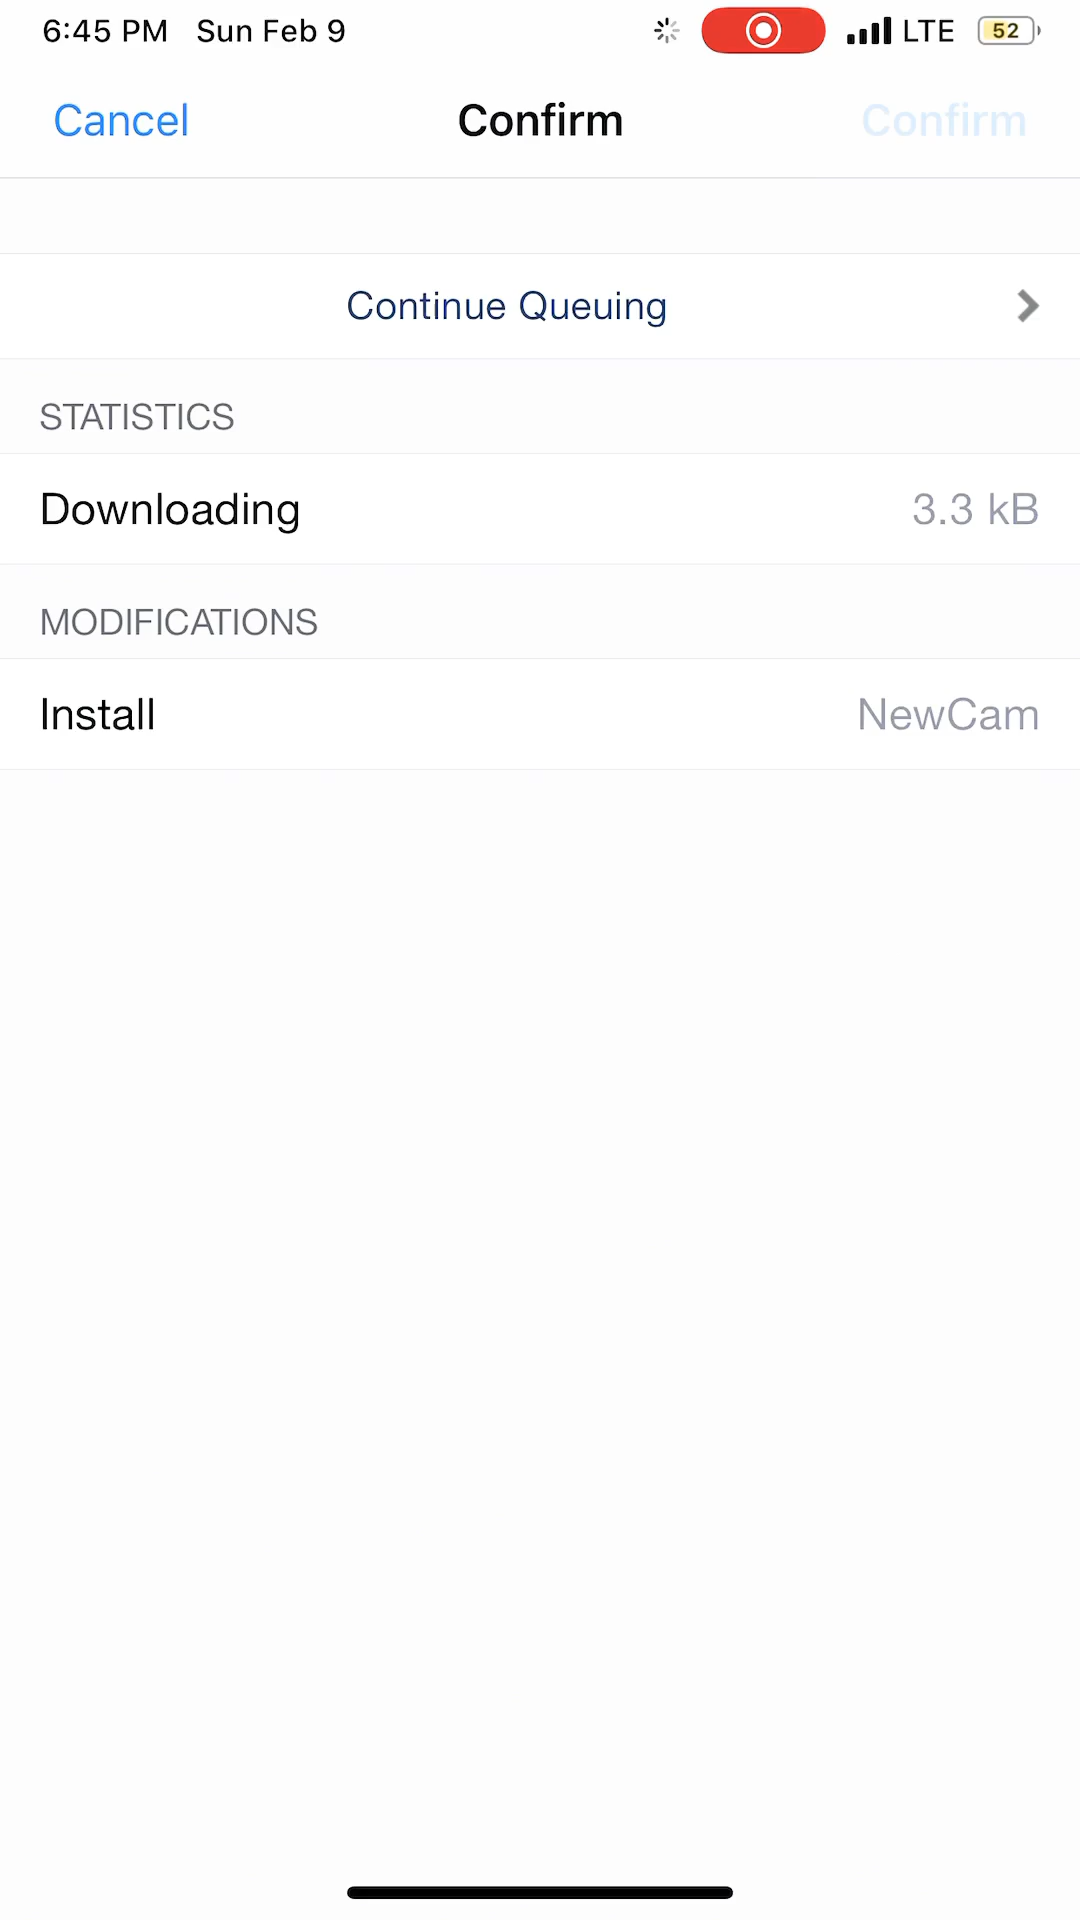 6:45 PM Sun Feb 9 LTE 52
Cancel Confirm Confirm
Continue Queuing
STATISTICS
Downloading 3.3 kB
MODIFICATIONS
Install NewCam